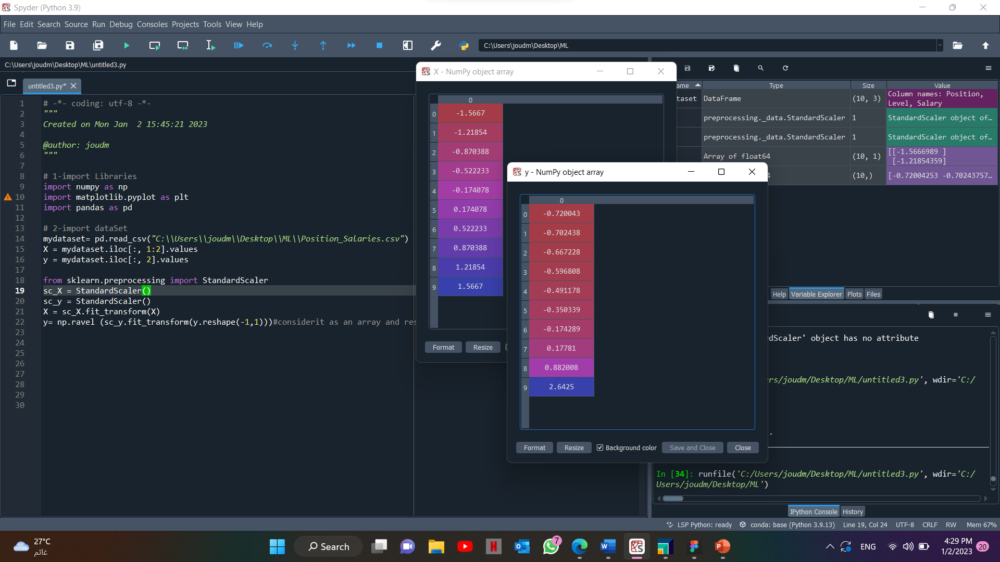 Spyder (Python 3.9)
File Edit Search Source Run Debug Consoles Projects Tools View Help
C:\Users\joudm\Desktop\ML
C:\Users\joudm\Desktop\ML\untitled3.py
untitled3.py*
1 # -*- coding: utf-8 -*-
2 """
3 Created on Mon Jan  2 15:45:21 2023
4
5 @author: joudm
6 """
7
8 # 1-import Libraries
9 import numpy as np
10 import matplotlib.pyplot as plt
11 import pandas as pd
12
13 # 2-import dataSet
14 mydataset= pd.read_csv("C:\\Users\\joudm\\Desktop\\ML\\Position_Salaries.csv")
15 X = mydataset.iloc[:, 1:2].values
16 y = mydataset.iloc[:, 2].values
17
18 from sklearn.preprocessing import StandardScaler
19 sc_X = StandardScaler()
20 sc_y = StandardScaler()
21 X = sc_X.fit_transform(X)
22 y= np.ravel (sc_y.fit_transform(y.reshape(-1,1)))#considerit as an array and res
23
24
25
26
27
28
29
30
X - NumPy object array
0
0 -1.5667
1 -1.21854
2 -0.870388
3 -0.522233
4 -0.174078
5 0.174078
6 0.522233
7 0.870388
8 1.21854
9 1.5667
Format Resize
y - NumPy object array
0
0 -0.720043
1 -0.702438
2 -0.667228
3 -0.596808
4 -0.491178
5 -0.350339
6 -0.174289
7 0.17781
8 0.882008
9 2.6425
Format Resize Background color Save and Close Close
ame Type Size Value
taset DataFrame (10, 3) Column names: Position,
Level, Salary
preprocessing._data.StandardScaler 1 StandardScaler object of…
preprocessing._data.StandardScaler 1 StandardScaler object of…
Array of float64 (10, 1) [[-1.5666989 ]
[-1.21854359]
4 (10,) [-0.72004253 -0.70243757…
Help Variable Explorer Plots Files
dScaler' object has no attribute
rs/joudm/Desktop/ML/untitled3.py', wdir='C:/
.
In [34]: runfile('C:/Users/joudm/Desktop/ML/untitled3.py', wdir='C:/
Users/joudm/Desktop/ML')
IPython Console History
LSP Python: ready conda: base (Python 3.9.13) Line 19, Col 24 UTF-8 CRLF RW Mem 67%
27°C
غائم
Search
7
ENG
4:29 PM
1/2/2023
20